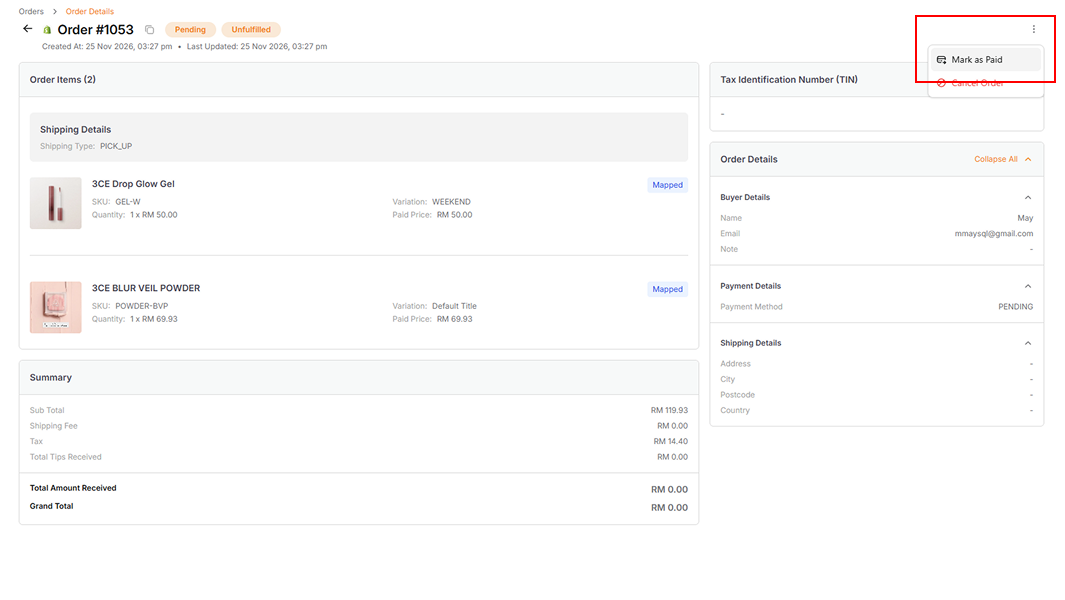 Orders > Order Details
Order #1053 Pending Unfulfilled
Created At: 25 Nov 2026, 03:27 pm • Last Updated: 25 Nov 2026, 03:27 pm
Mark as Paid
Cancel Order
Order Items (2)
Shipping Details
Shipping Type: PICK_UP
3CE Drop Glow Gel Mapped
SKU: GEL-W Variation: WEEKEND
Quantity: 1 x RM 50.00 Paid Price: RM 50.00
3CE BLUR VEIL POWDER Mapped
SKU: POWDER-BVP Variation: Default Title
Quantity: 1 x RM 69.93 Paid Price: RM 69.93
Summary
Sub Total RM 119.93
Shipping Fee RM 0.00
Tax RM 14.40
Total Tips Received RM 0.00
Total Amount Received RM 0.00
Grand Total RM 0.00
Tax Identification Number (TIN)
-
Order Details Collapse All
Buyer Details
Name May
Email mmaysql@gmail.com
Note -
Payment Details
Payment Method PENDING
Shipping Details
Address -
City -
Postcode -
Country -